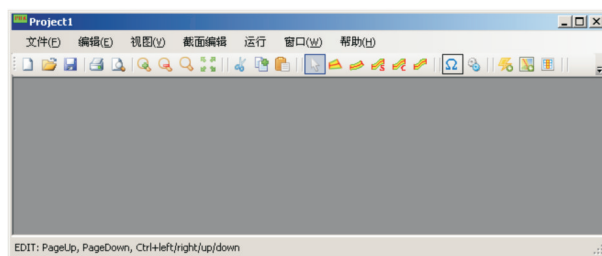 Project1
文件(F) 编辑(E) 视图(V) 截面编辑 运行 窗口(W) 帮助(H)
S C Ω
EDIT: PageUp, PageDown, Ctrl+left/right/up/down